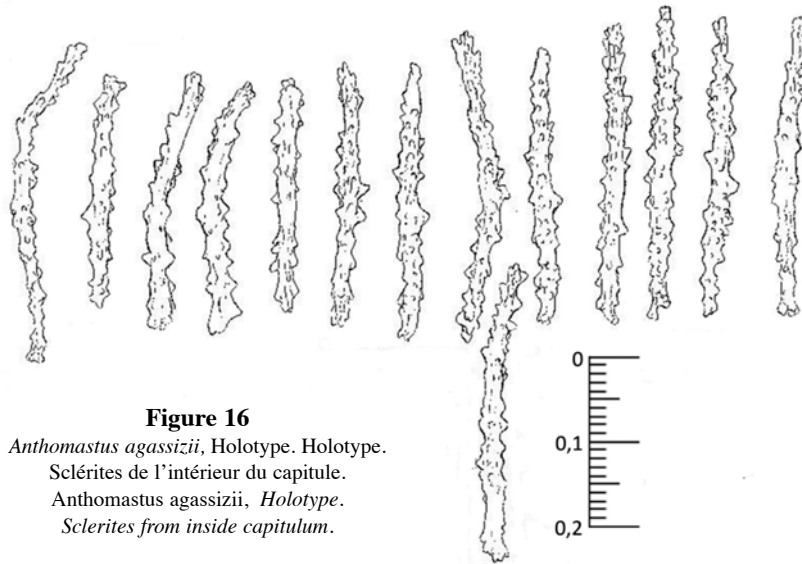 0
0,1
0,2
Figure 16
Anthomastus agassizii, Holotype. Holotype.
Sclérites de l'intérieur du capitule.
Anthomastus agassizii, Holotype.
Sclerites from inside capitulum.